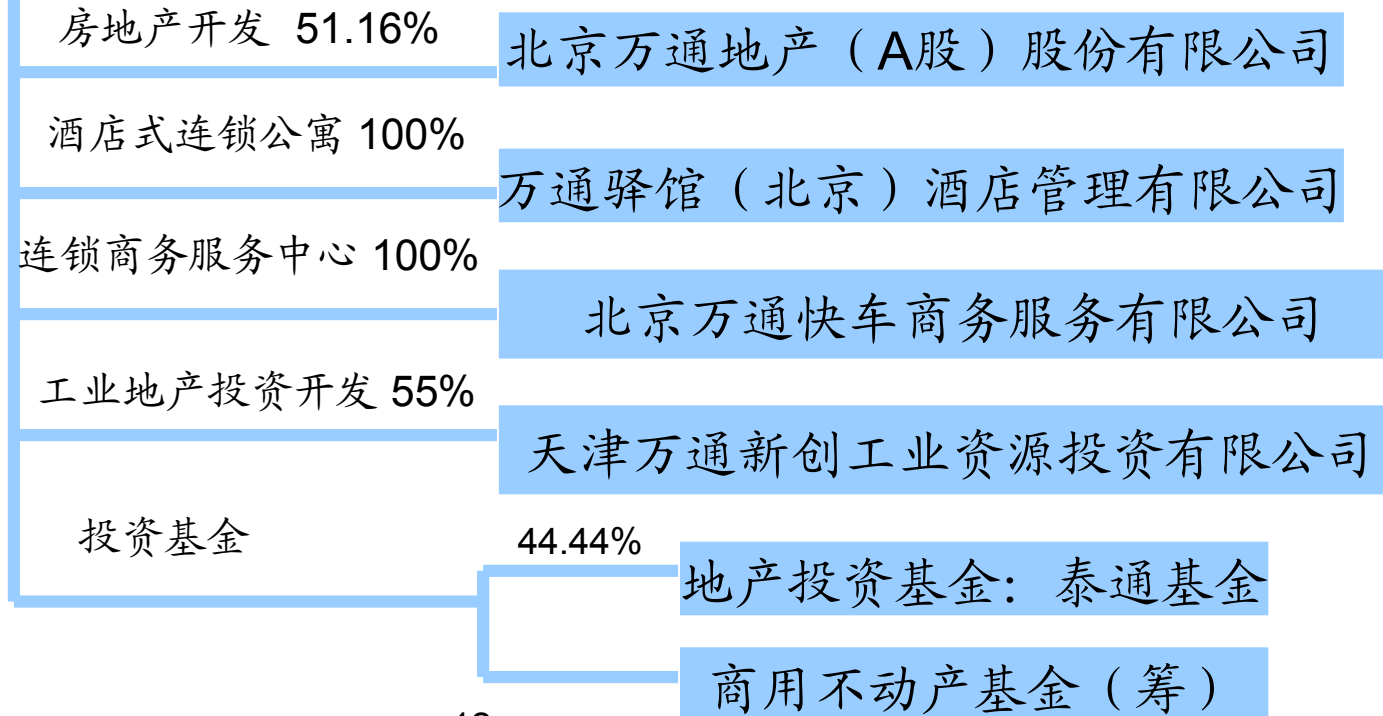 房地产开发 51.16%
北京万通地产（A股）股份有限公司
酒店式连锁公寓 100%
万通驿馆（北京）酒店管理有限公司
连锁商务服务中心 100%
北京万通快车商务服务有限公司
工业地产投资开发 55%
天津万通新创工业资源投资有限公司
投资基金
44.44%
地产投资基金：泰通基金
商用不动产基金（筹）